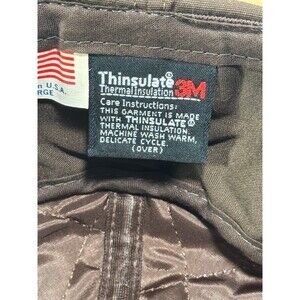 n U.S.A.
RGE
Thinsulate®
Thermal Insulation 3M
Care Instructions:
THIS GARMENT IS MADE
WITH THINSULATE®
THERMAL INSULATION.
MACHINE WASH WARM,
DELICATE CYCLE.
(OVER)